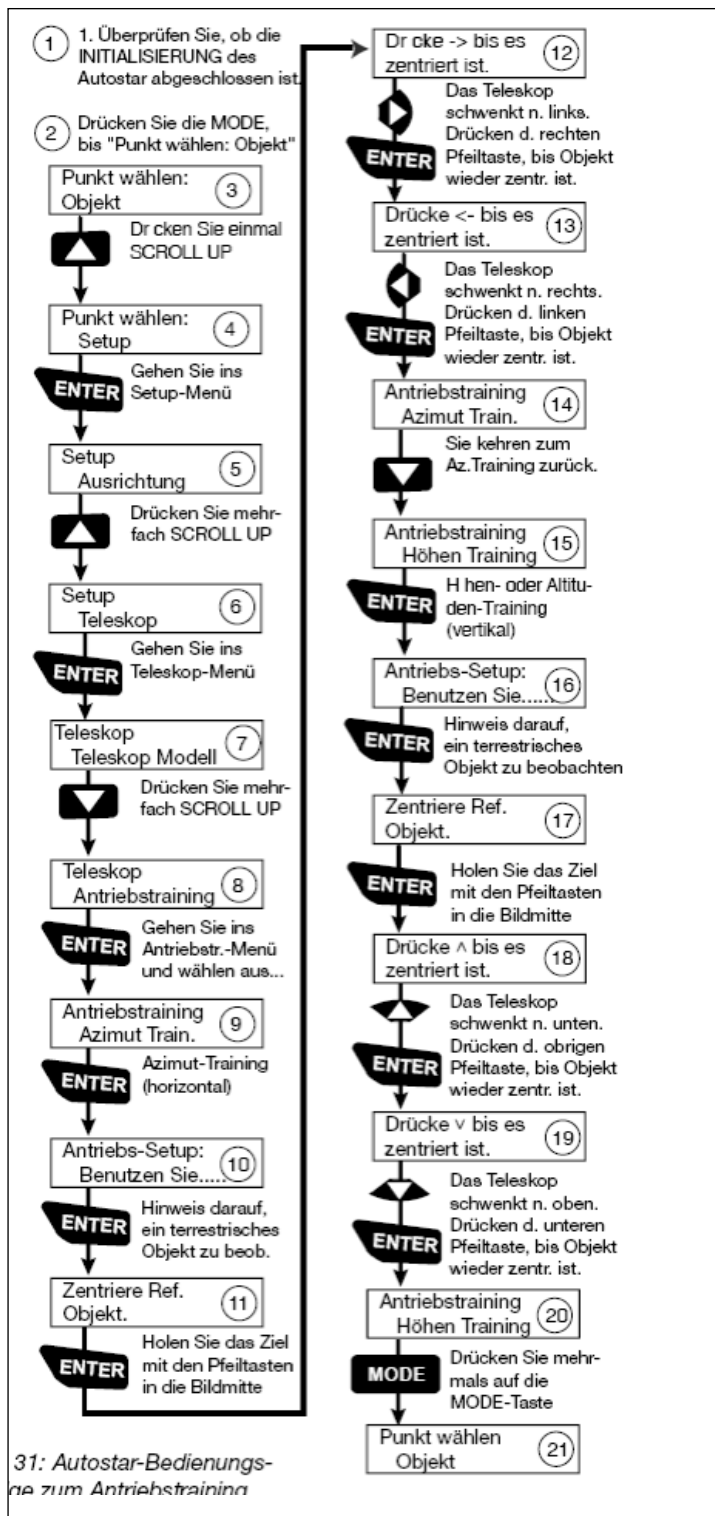 1
1. Überprüfen Sie, ob die
INITIALISIERUNG des
Autostar abgeschlossen ist.
2
Drücken Sie die MODE,
bis "Punkt wählen: Objekt"
Punkt wählen:
Objekt
3
Dr cken Sie einmal
SCROLL UP
Punkt wählen:
Setup
4
ENTER
Gehen Sie ins
Setup-Menü
Setup
Ausrichtung
5
Drücken Sie mehr-
fach SCROLL UP
Setup
Teleskop
6
ENTER
Gehen Sie ins
Teleskop-Menü
Teleskop
Teleskop Modell
7
Drücken Sie mehr-
fach SCROLL UP
Teleskop
Antriebstraining
8
ENTER
Gehen Sie ins
Antriebstr.-Menü
und wählen aus...
Antriebstraining
Azimut Train.
9
ENTER
Azimut-Training
(horizontal)
Antriebs-Setup:
Benutzen Sie.....
10
ENTER
Hinweis darauf,
ein terrestrisches
Objekt zu beob.
Zentriere Ref.
Objekt.
11
ENTER
Holen Sie das Ziel
mit den Pfeiltasten
in die Bildmitte
Dr cke -> bis es
zentriert ist.
12
Das Teleskop
schwenkt n. links.
Drücken d. rechten
Pfeiltaste, bis Objekt
wieder zentr. ist.
ENTER
Drücke <- bis es
zentriert ist.
13
Das Teleskop
schwenkt n. rechts.
Drücken d. linken
Pfeiltaste, bis Objekt
wieder zentr. ist.
ENTER
Antriebstraining
Azimut Train.
14
Sie kehren zum
Az.Training zurück.
Antriebstraining
Höhen Training
15
ENTER
H hen- oder Altitu-
den-Training
(vertikal)
Antriebs-Setup:
Benutzen Sie......
16
ENTER
Hinweis darauf,
ein terrestrisches
Objekt zu beobachten
Zentriere Ref.
Objekt.
17
ENTER
Holen Sie das Ziel
mit den Pfeiltasten
in die Bildmitte
Drücke ^ bis es
zentriert ist.
18
Das Teleskop
schwenkt n. unten.
Drücken d. obrigen
Pfeiltaste, bis Objekt
wieder zentr. ist.
ENTER
Drücke v bis es
zentriert ist.
19
Das Teleskop
schwenkt n. oben.
Drücken d. unteren
Pfeiltaste, bis Objekt
wieder zentr. ist.
ENTER
Antriebstraining
Höhen Training
20
MODE
Drücken Sie mehr-
mals auf die
MODE-Taste
Punkt wählen
Objekt
21
31: Autostar-Bedienungs-
ge zum Antriebstraining